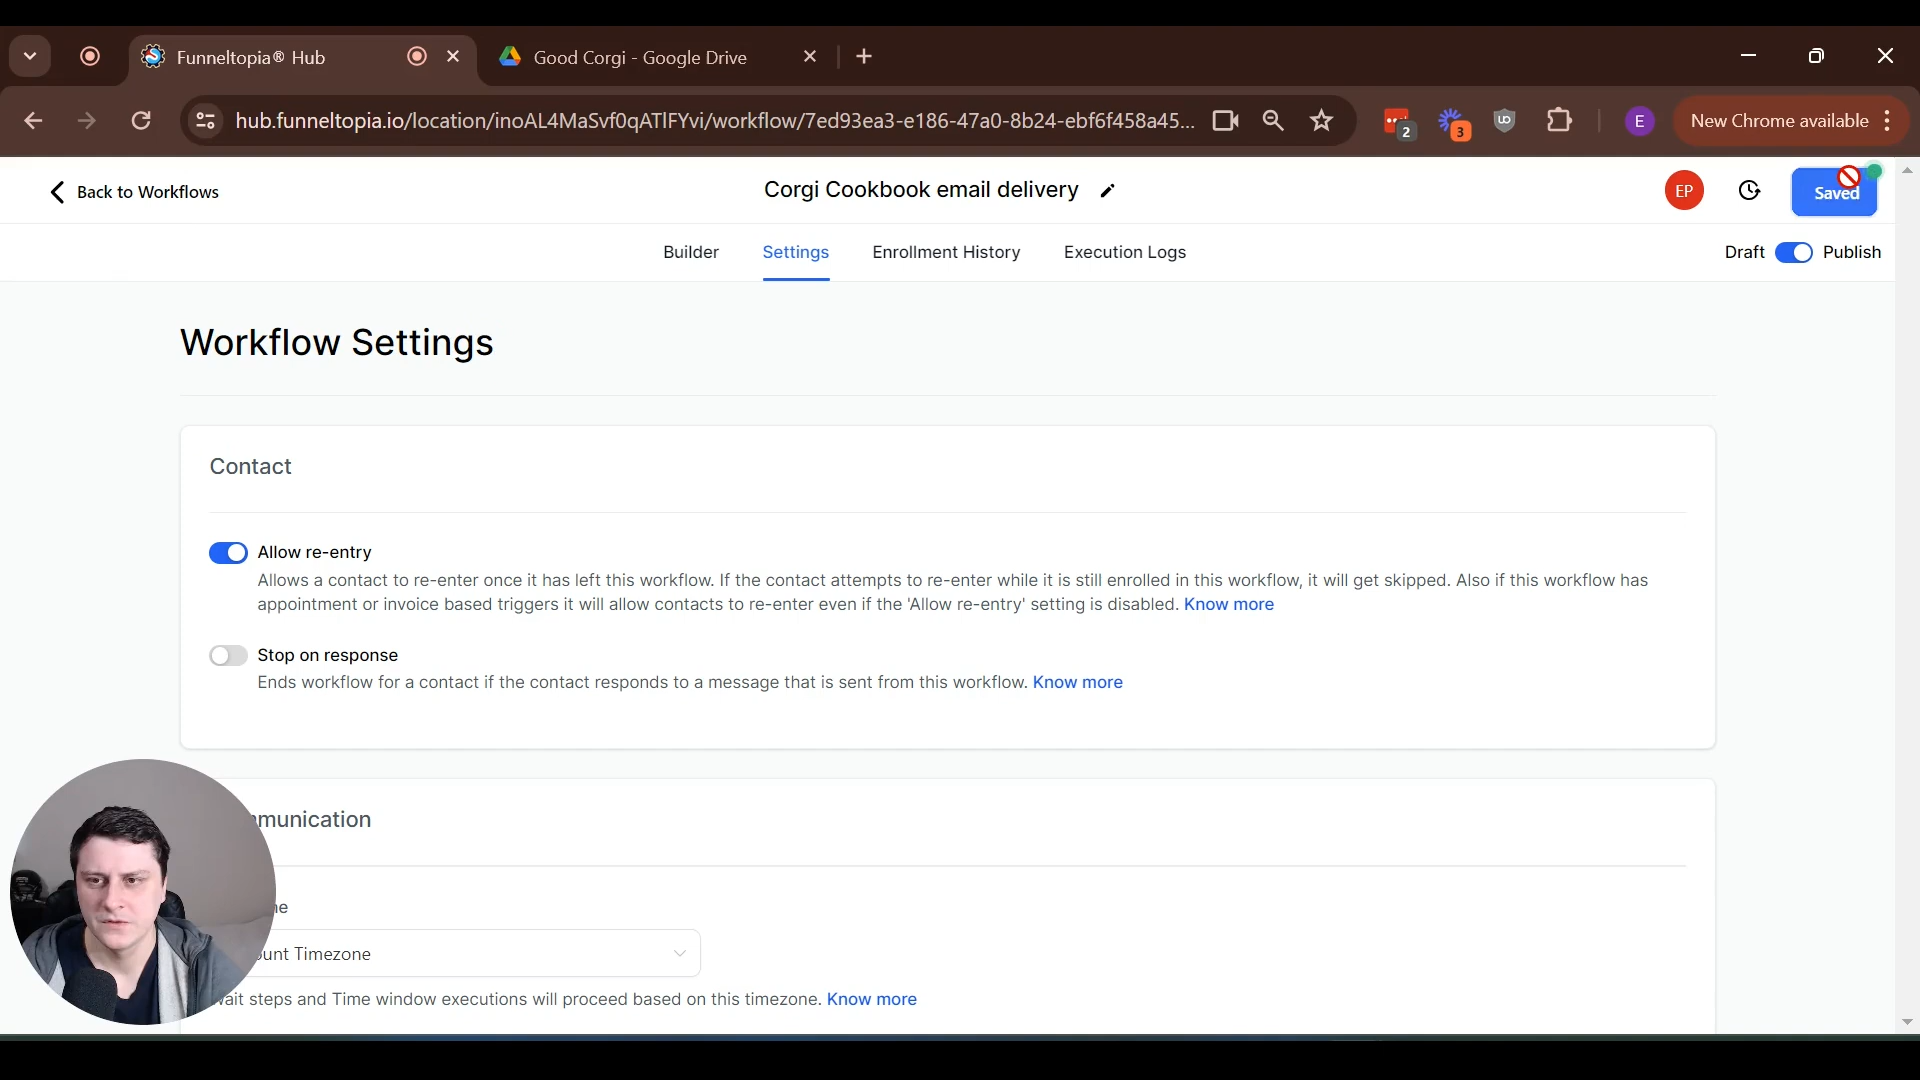 Funneltopia® Hub
Good Corgi - Google Drive
hub.funneltopia.io/location/inoAL4MaSvf0qATlFYvi/workflow/7ed93ea3-e186-47a0-8b24-ebf6f458a45...
2
3
E
New Chrome available
Back to Workflows
Corgi Cookbook email delivery
EP
Saved
Builder
Settings
Enrollment History
Execution Logs
Draft
Publish
Workflow Settings
Contact
Allow re-entry
Allows a contact to re-enter once it has left this workflow. If the contact attempts to re-enter while it is still enrolled in this workflow, it will get skipped. Also if this workflow has
appointment or invoice based triggers it will allow contacts to re-enter even if the 'Allow re-entry' setting is disabled. Know more
Stop on response
Ends workflow for a contact if the contact responds to a message that is sent from this workflow. Know more
munication
ne
ount Timezone
ait steps and Time window executions will proceed based on this timezone. Know more